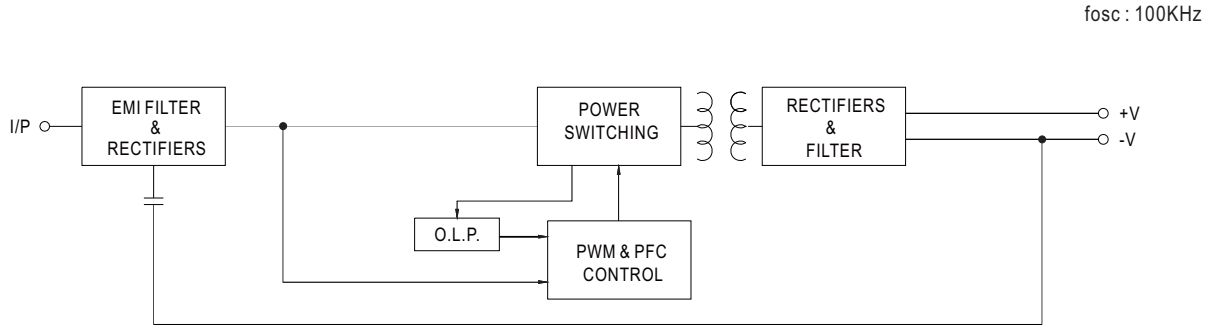 fosc : 100KHz
I/P
EMI FILTER
&
RECTIFIERS
POWER
SWITCHING
RECTIFIERS
&
FILTER
+V
-V
O.L.P.
PWM & PFC
CONTROL